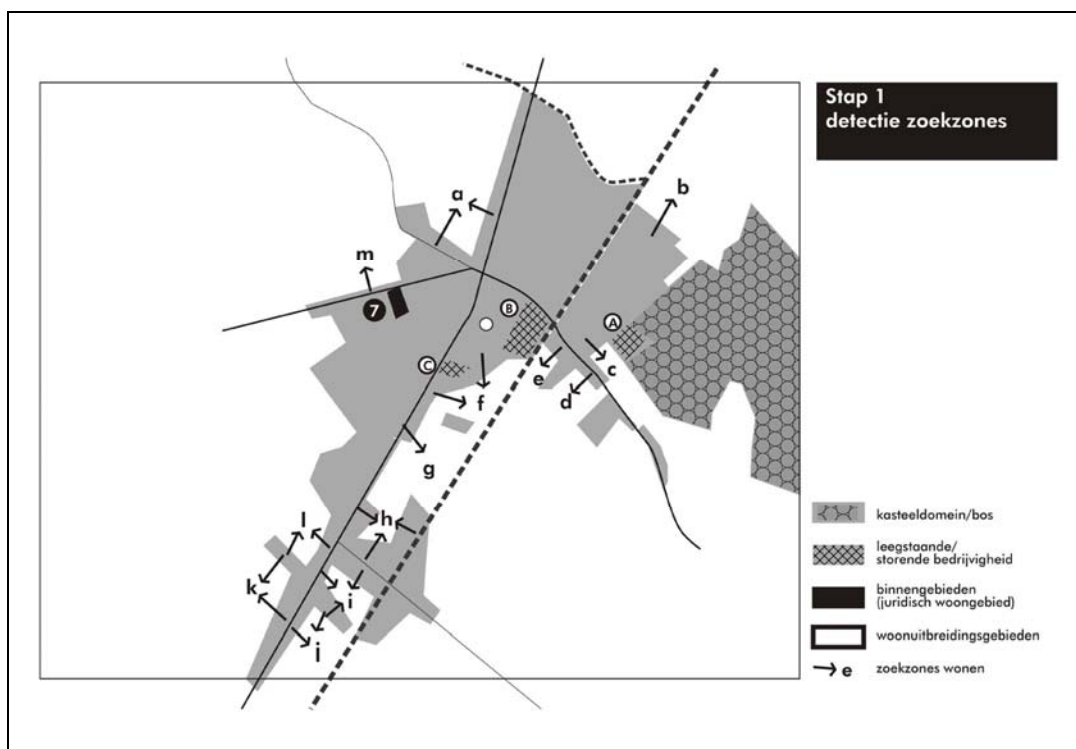 Stap 1
detectie zoekzones
a
b
m
7
B
A
C
c
e
d
f
g
h
l
k
i
j
kasteeldomein/bos
leegstaande/
storende bedrijvigheid
binnengebieden
(juridisch woongebied)
woonuitbreidingsgebieden
e zoekzones wonen